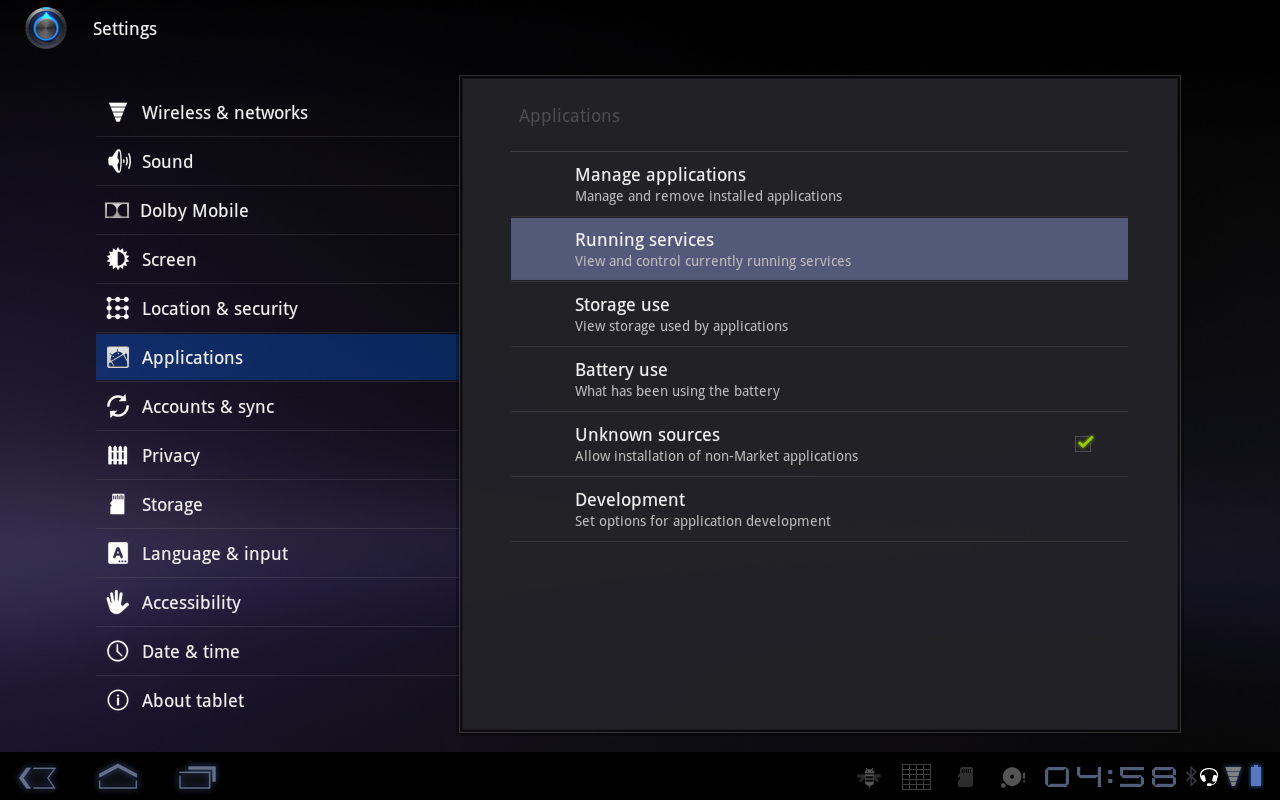 Settings
Wireless & networks
Sound
Dolby Mobile
Screen
Location & security
Applications
Accounts & sync
Privacy
Storage
Language & input
Accessibility
Date & time
About tablet
Applications
Manage applications
Manage and remove installed applications
Running services
View and control currently running services
Storage use
View storage used by applications
Battery use
What has been using the battery
Unknown sources
Allow installation of non-Market applications
Development
Set options for application development
04:58